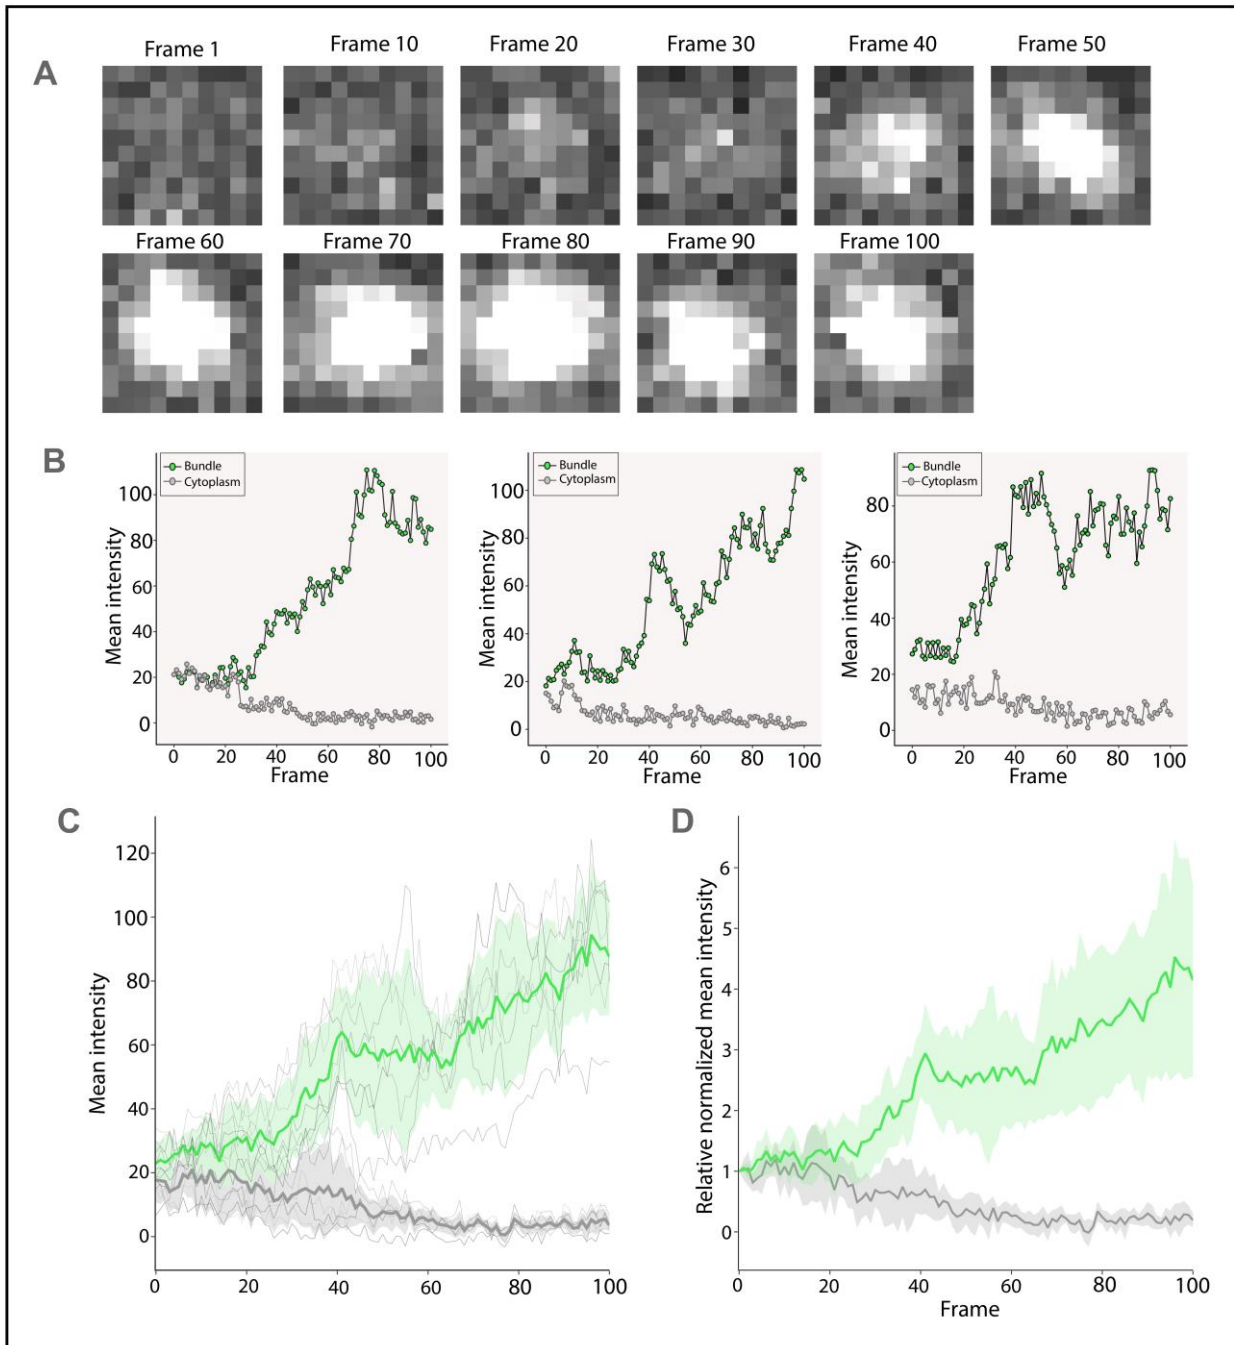 Frame 1 Frame 10 Frame 20 Frame 30 Frame 40 Frame 50
A
Frame 60 Frame 70 Frame 80 Frame 90 Frame 100
B
Bundle
Cytoplasm
Mean intensity
100
80
60
40
20
0
0 20 40 60 80 100
Frame
Bundle
Cytoplasm
Mean intensity
100
80
60
40
20
0
0 20 40 60 80 100
Frame
Bundle
Cytoplasm
Mean intensity
80
60
40
20
0
0 20 40 60 80 100
Frame
C
Mean intensity
120
100
80
60
40
20
0
0 20 40 60 80 100
D
Relative normalized mean intensity
6
5
4
3
2
1
0
0 20 40 60 80 100
Frame